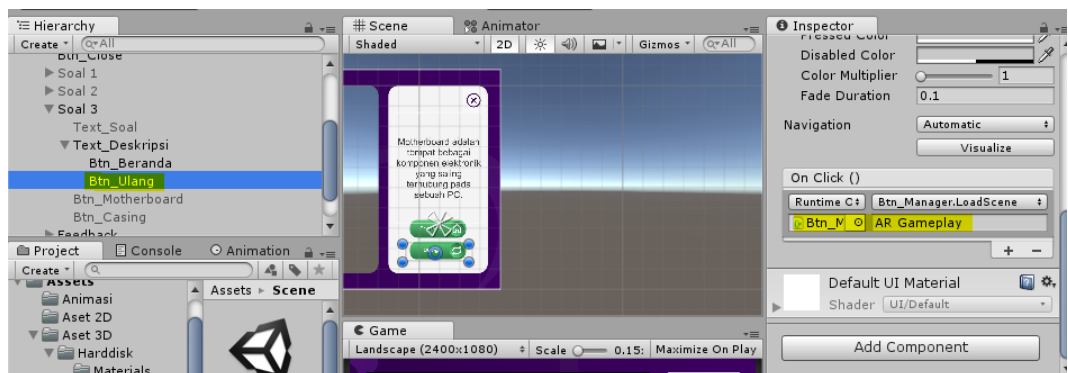 Hierarchy
Create
All
Btn_Close
Soal 1
Soal 2
Soal 3
Text_Soal
Text_Deskripsi
Btn_Beranda
Btn_Ulang
Btn_Motherboard
Btn_Casing
Feedback
Project
Console
Animation
Create
Assets
Animasi
Aset 2D
Aset 3D
Harddisk
Materials
Assets ▸ Scene
Scene
Animator
Shaded
2D
Gizmos
All
Motherboard adalah
tempat bebagai
komponen elektronik
yang saling
terhubung pada
sebuah PC.
Game
Landscape (2400x1080)
Scale
0.15:
Maximize On Play
Inspector
Pressed Color
Disabled Color
Color Multiplier
1
Fade Duration
0.1
Navigation
Automatic
Visualize
On Click ()
Runtime C
Btn_Manager.LoadScene
Btn_M
AR Gameplay
+ −
Default UI Material
Shader
UI/Default
Add Component